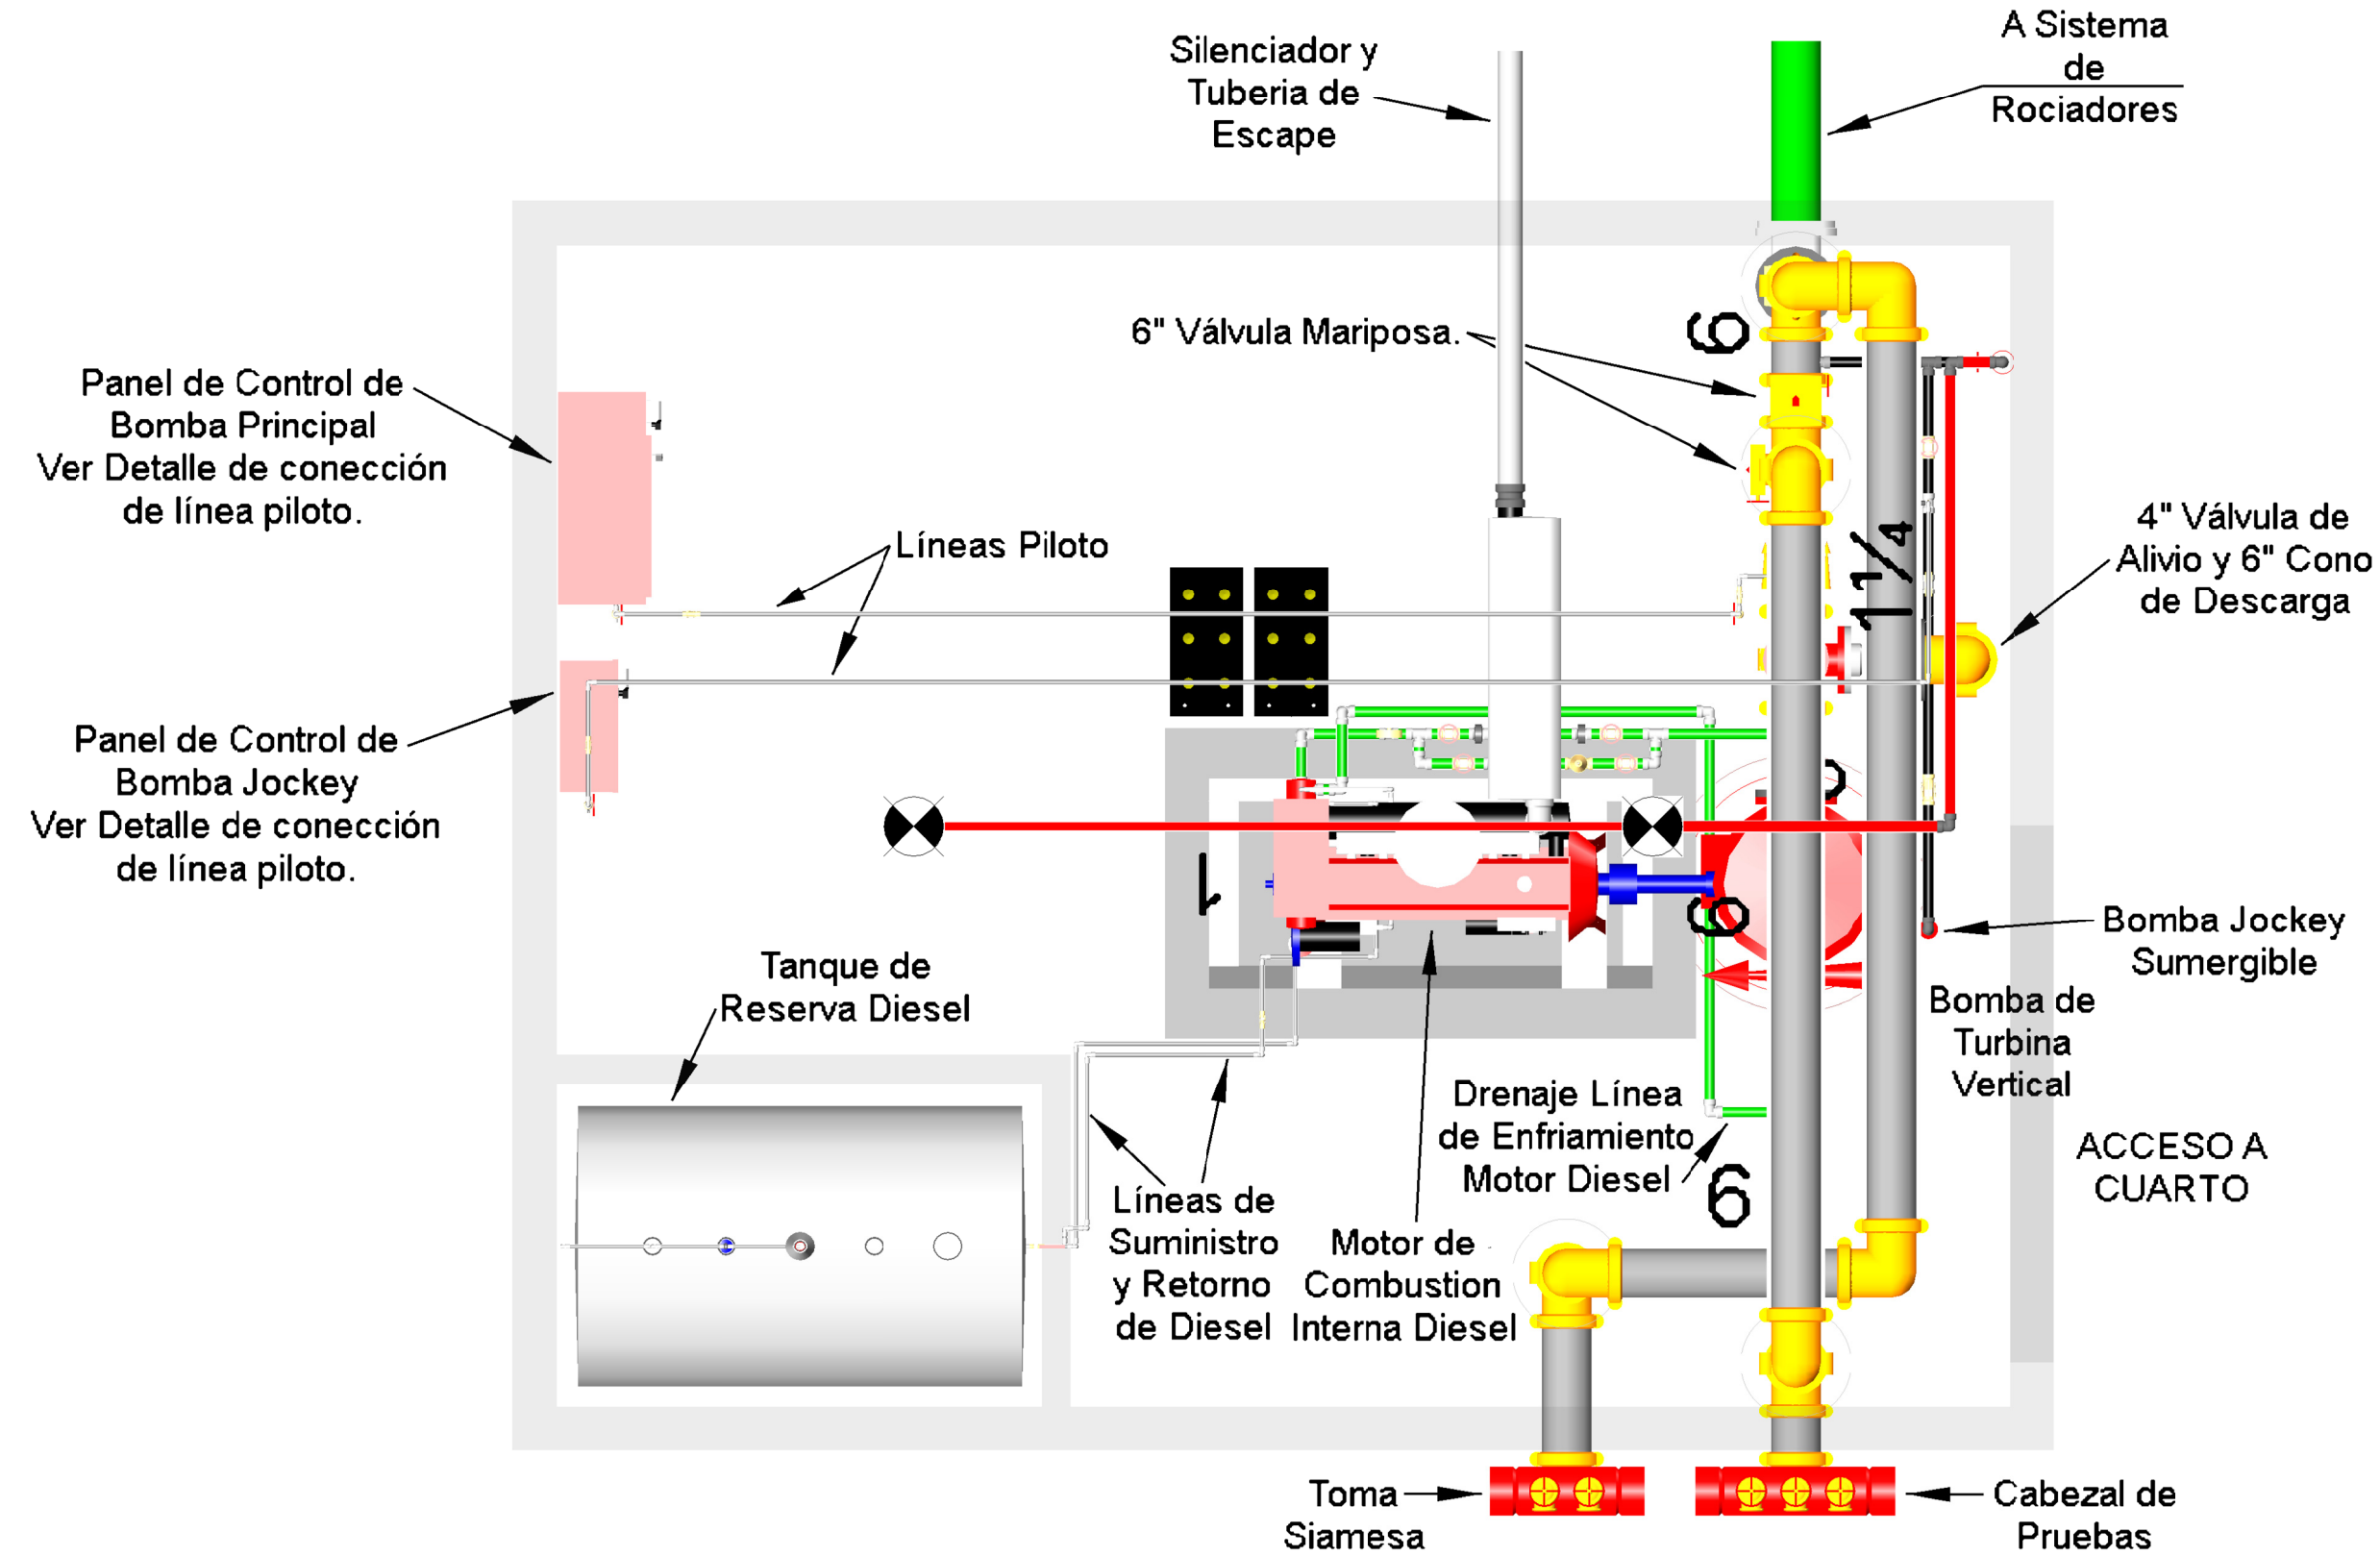 A Sistema
de
Rociadores
Silenciador y
Tuberia de
Escape
6" Válvula Mariposa.
6
Panel de Control de
Bomba Principal
Ver Detalle de conección
de línea piloto.
Líneas Piloto
1 1/4
4" Válvula de
Alivio y 6" Cono
de Descarga
Panel de Control de
Bomba Jockey
Ver Detalle de conección
de línea piloto.
1
6
Bomba Jockey
Sumergible
Tanque de
Reserva Diesel
Bomba de
Turbina
Vertical
Drenaje Línea
de Enfriamiento
Motor Diesel
6
ACCESO A
CUARTO
Líneas de
Suministro
y Retorno
de Diesel
Motor de
Combustion
Interna Diesel
Toma
Siamesa
Cabezal de
Pruebas